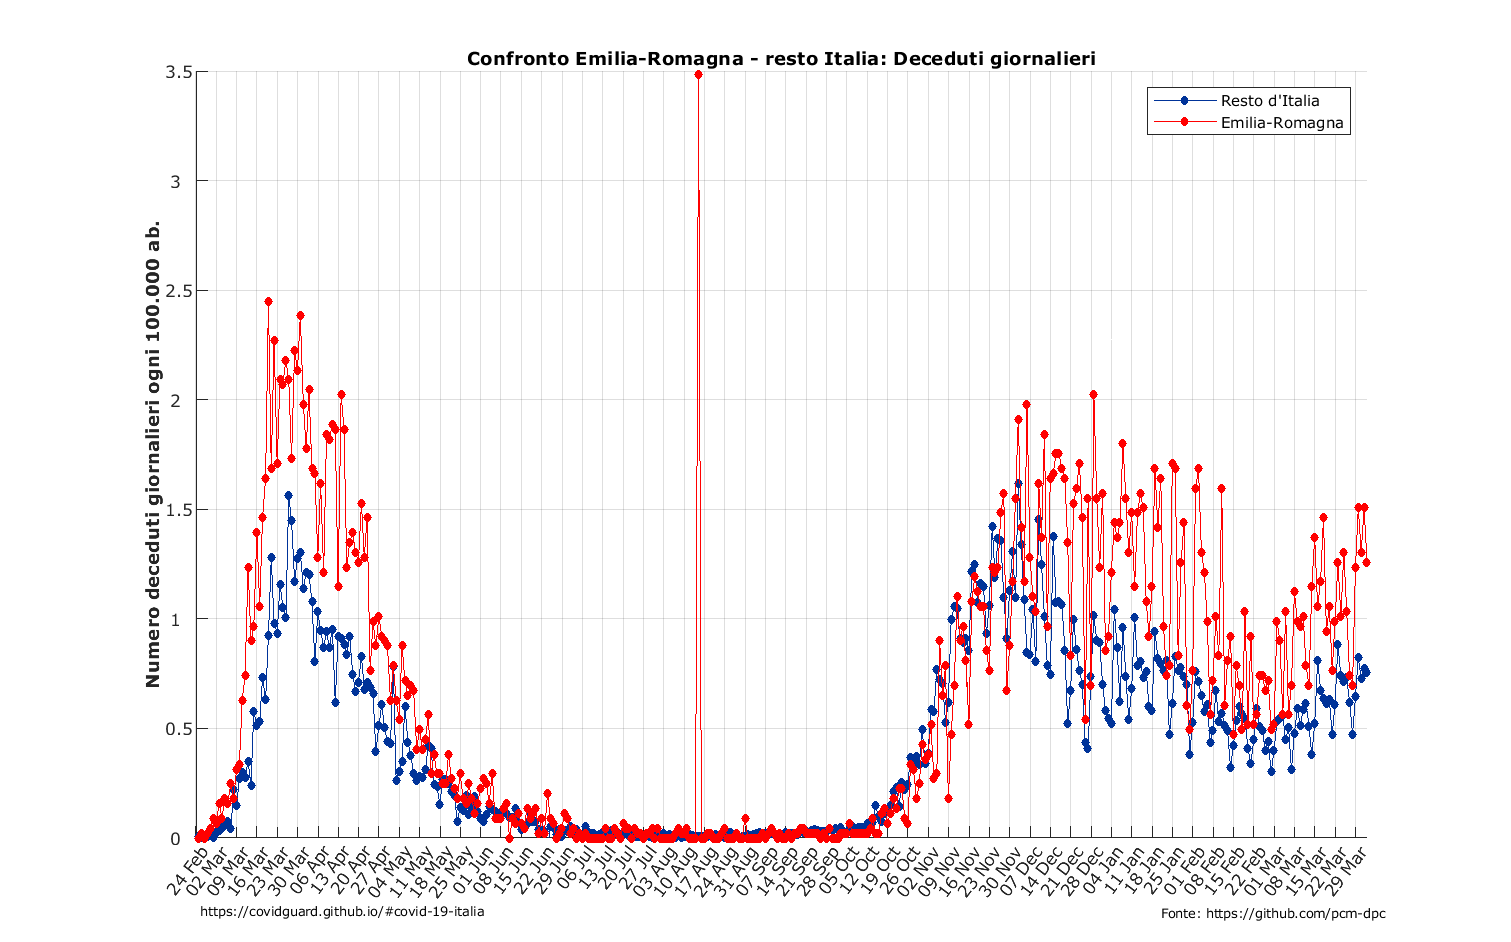 Confronto Emilia-Romagna - resto Italia: Deceduti giornalieri
Resto d'Italia
Emilia-Romagna
Numero deceduti giornalieri ogni 100.000 ab.
3.5
3
2.5
2
1.5
1
0.5
0
24 Feb
02 Mar
09 Mar
16 Mar
23 Mar
30 Mar
06 Apr
13 Apr
20 Apr
27 Apr
04 May
11 May
18 May
25 May
01 Jun
08 Jun
15 Jun
22 Jun
29 Jun
06 Jul
13 Jul
20 Jul
27 Jul
03 Aug
10 Aug
17 Aug
24 Aug
31 Aug
07 Sep
14 Sep
21 Sep
28 Sep
05 Oct
12 Oct
19 Oct
26 Oct
02 Nov
09 Nov
16 Nov
23 Nov
30 Nov
07 Dec
14 Dec
21 Dec
28 Dec
04 Jan
11 Jan
18 Jan
25 Jan
01 Feb
08 Feb
15 Feb
22 Feb
01 Mar
08 Mar
15 Mar
22 Mar
29 Mar
https://covidguard.github.io/#covid-19-italia
Fonte: https://github.com/pcm-dpc